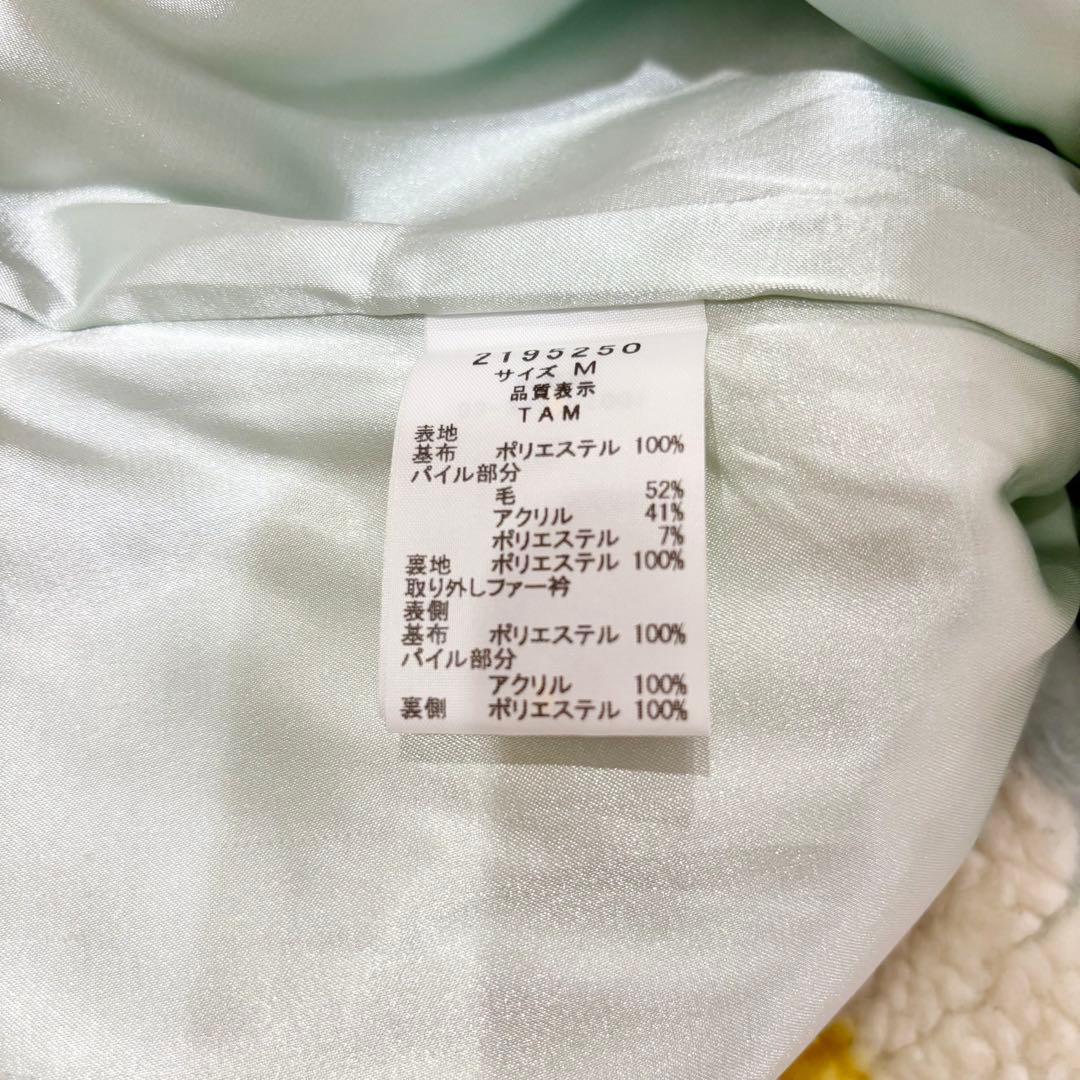 2195250
サイズ M
品質表示
TAM
表地
基布 ポリエステル 100%
パイル部分
毛 52%
アクリル 41%
ポリエステル 7%
裏地 ポリエステル 100%
取り外しファー衿
表側
基布 ポリエステル 100%
パイル部分
アクリル 100%
裏側 ポリエステル 100%